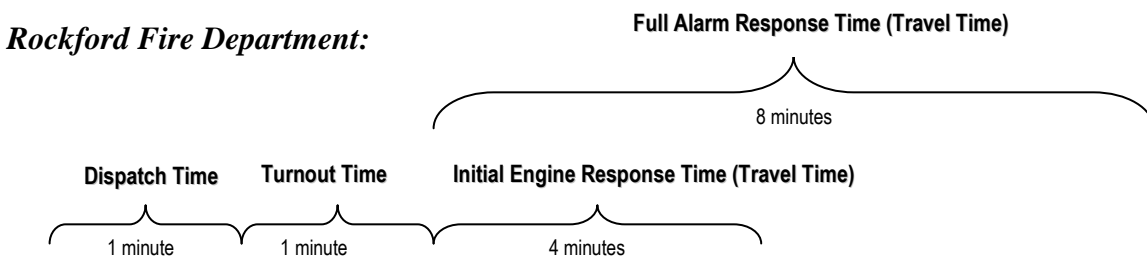 Full Alarm Response Time (Travel Time)
Rockford Fire Department:
8 minutes
Dispatch Time Turnout Time Initial Engine Response Time (Travel Time)
1 minute 1 minute 4 minutes